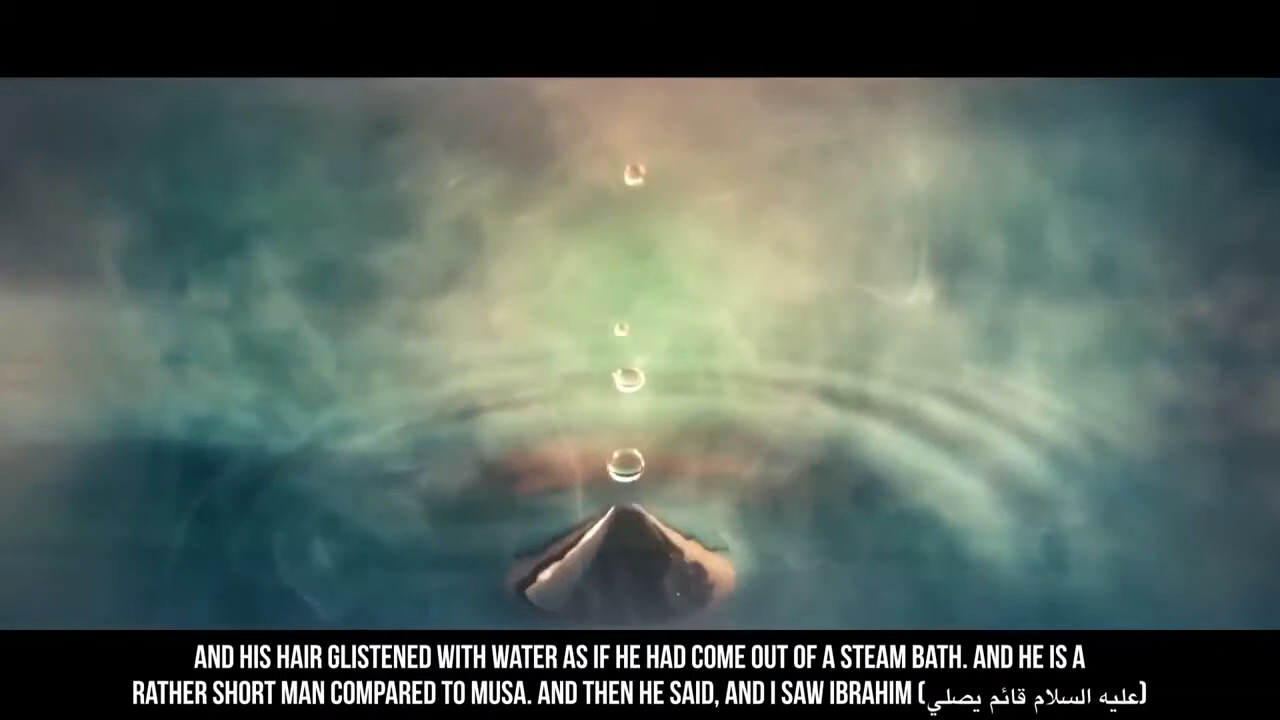 AND HIS HAIR GLISTENED WITH WATER AS IF HE HAD COME OUT OF A STEAM BATH. AND HE IS A
RATHER SHORT MAN COMPARED TO MUSA. AND THEN HE SAID, AND I SAW IBRAHIM (عليه السلام قائم يصلي)